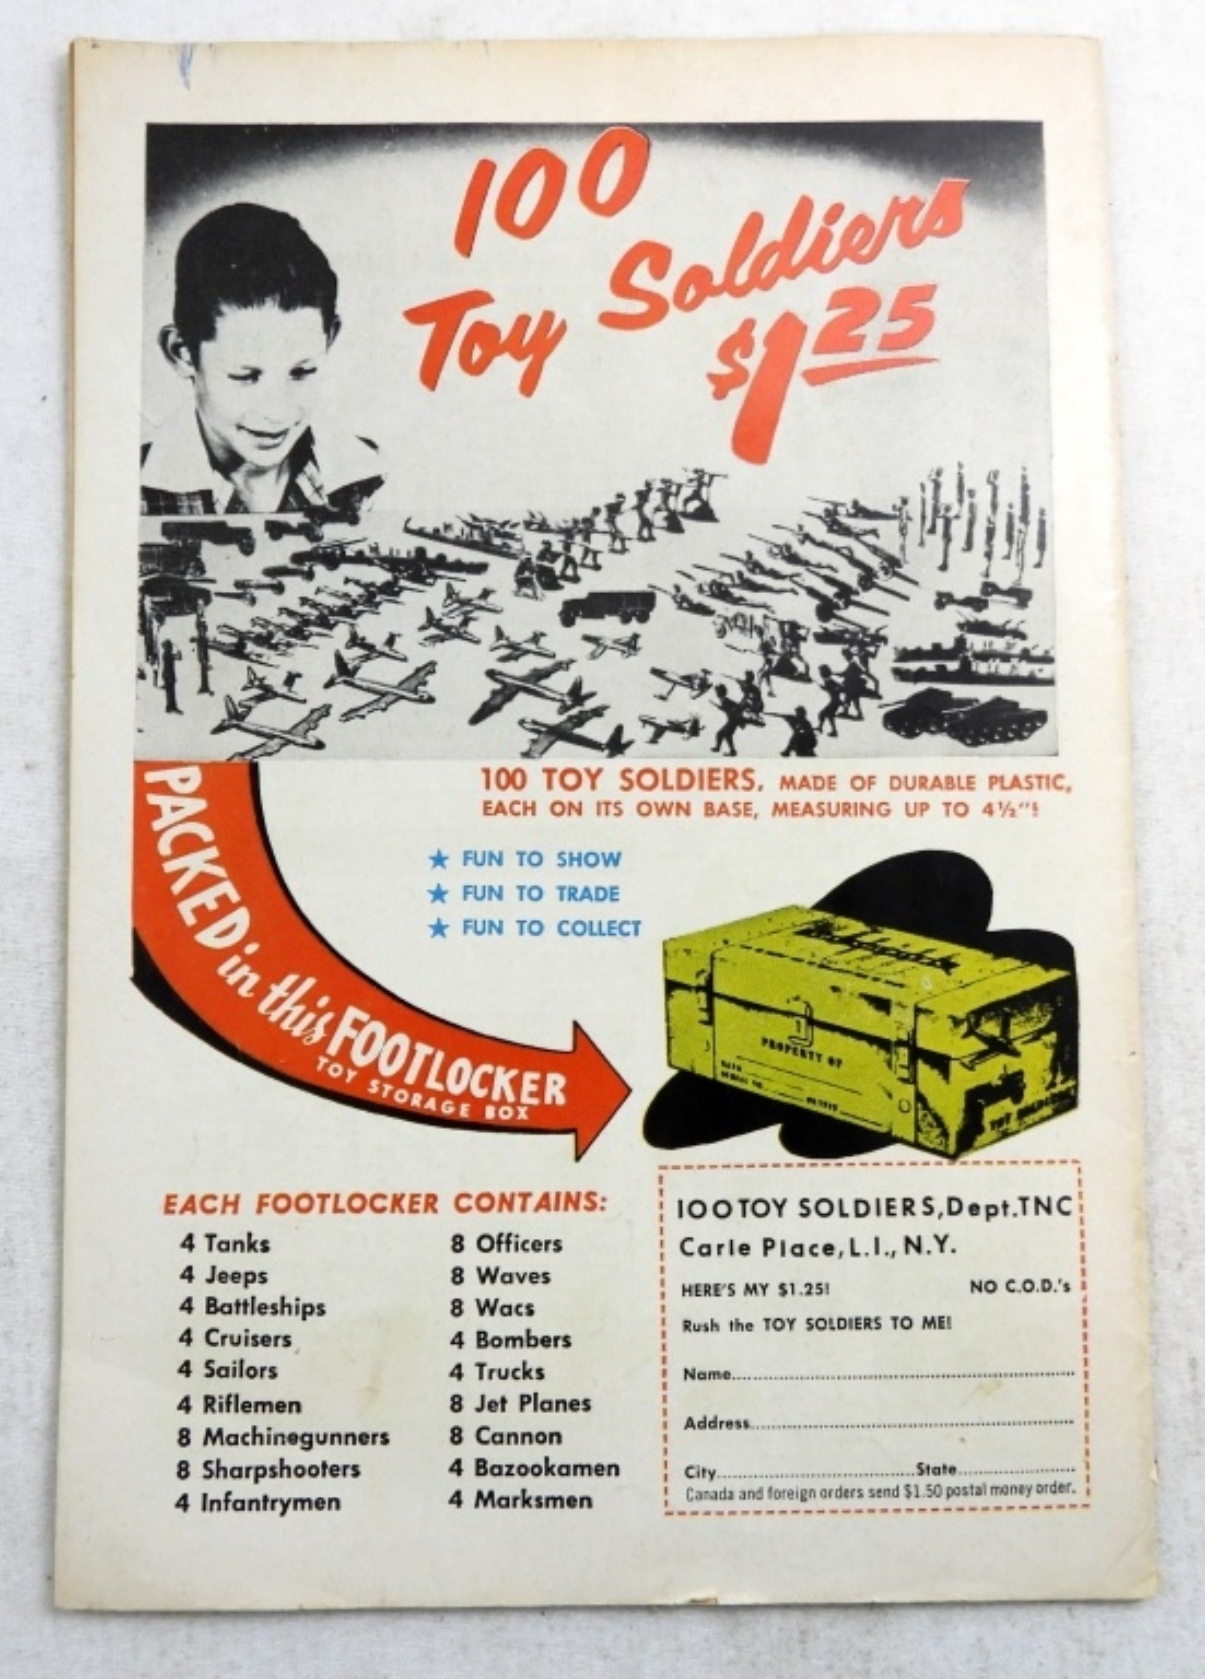 100
Toy Soldiers
$1.25
100 TOY SOLDIERS, MADE OF DURABLE PLASTIC,
EACH ON ITS OWN BASE, MEASURING UP TO 4½"!
★ FUN TO SHOW
★ FUN TO TRADE
★ FUN TO COLLECT
PACKED in this FOOTLOCKER
TOY STORAGE BOX
PROPERTY OF
TOY SOLDIERS
EACH FOOTLOCKER CONTAINS:
4 Tanks
4 Jeeps
4 Battleships
4 Cruisers
4 Sailors
4 Riflemen
8 Machinegunners
8 Sharpshooters
4 Infantrymen
8 Officers
8 Waves
8 Wacs
4 Bombers
4 Trucks
8 Jet Planes
8 Cannon
4 Bazookamen
4 Marksmen
100 TOY SOLDIERS, Dept. TNC
Carle Place, L.I., N.Y.
HERE'S MY $1.25! NO C.O.D.'s
Rush the TOY SOLDIERS TO ME!
Name
Address
City State
Canada and foreign orders send $1.50 postal money order.